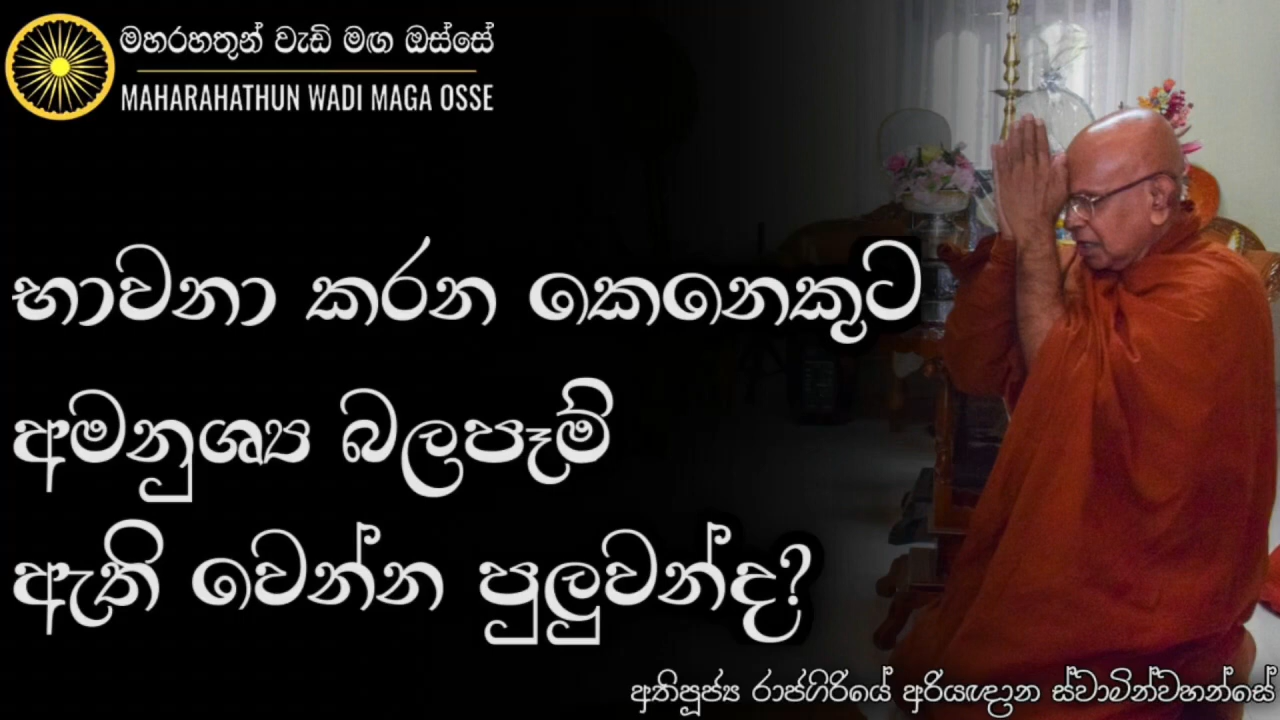 මහරහතුන් වැඩි මඟ ඔස්සේ
MAHARAHATHUN WADI MAGA OSSE
භාවනා කරන කෙනෙකුට
අමනුශ්‍ය බලපෑම්
ඇති වෙන්න පුලුවන්ද?
අතිපූජ්‍ය රාජගිරියේ අරියඥාන ස්වාමින්වහන්සේ